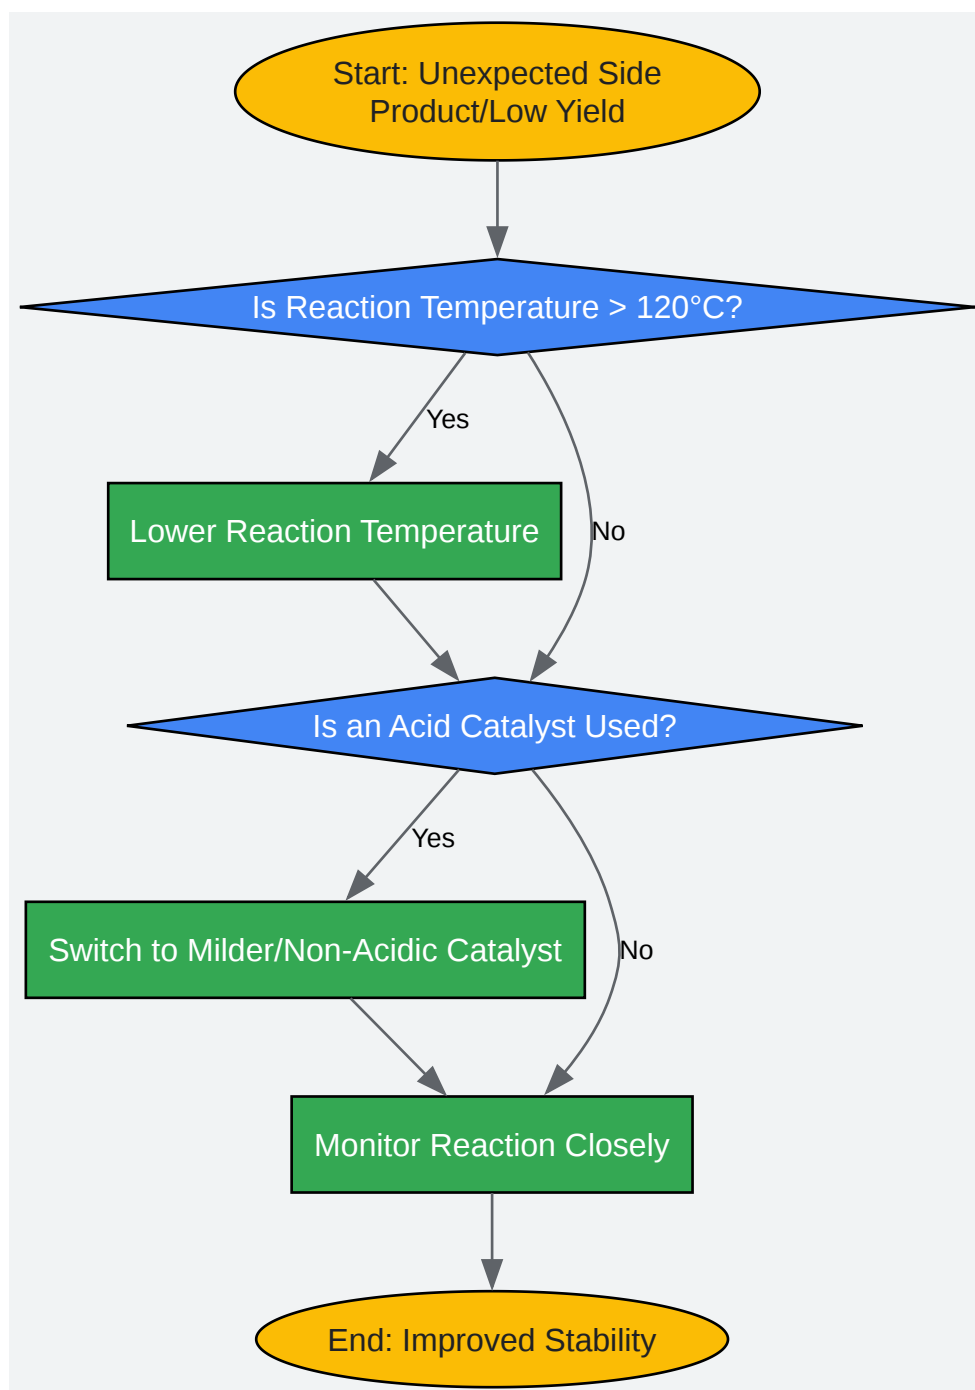 Start: Unexpected Side
Product/Low Yield
Is Reaction Temperature > 120°C?
Yes
Lower Reaction Temperature
No
Is an Acid Catalyst Used?
Yes
Switch to Milder/Non-Acidic Catalyst
No
Monitor Reaction Closely
End: Improved Stability